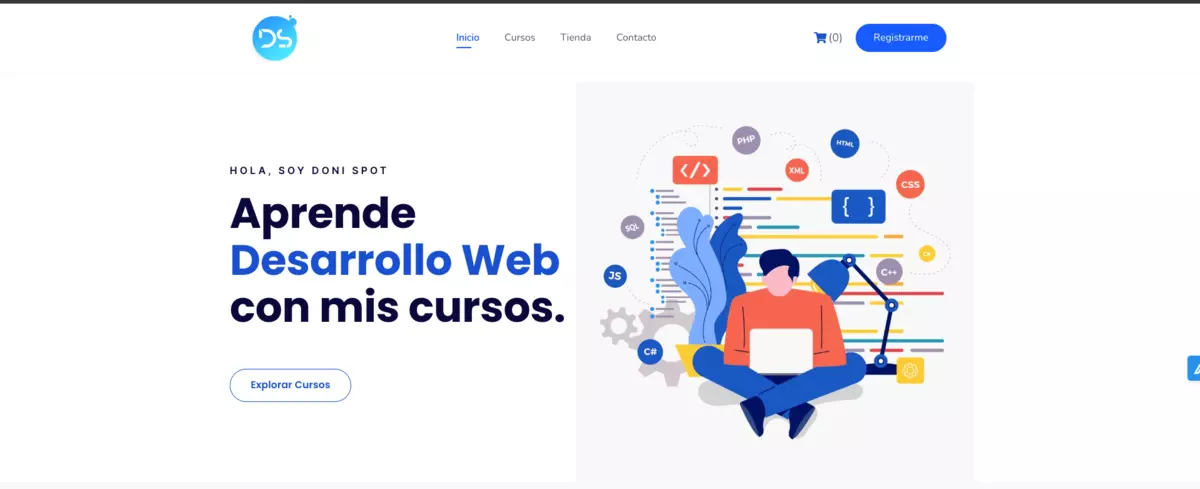 DS
Inicio
Cursos
Tienda
Contacto
(0)
Registrarme
HOLA, SOY DONI SPOT
Aprende
Desarrollo Web
con mis cursos.
Explorar Cursos
PHP
HTML
</>
XML
CSS
{ }
SQL
C++
JS
C#